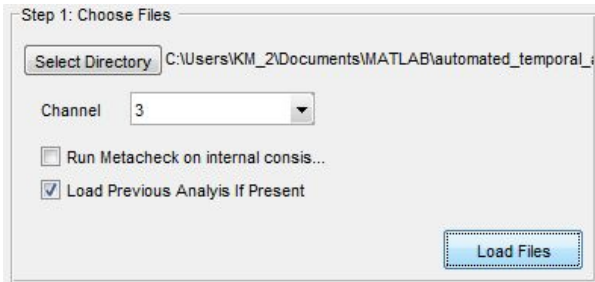 Step 1: Choose Files
Select Directory C:\Users\KM_2\Documents\MATLAB\automated_temporal_a
Channel 3
Run Metacheck on internal consis...
Load Previous Analyis If Present
Load Files